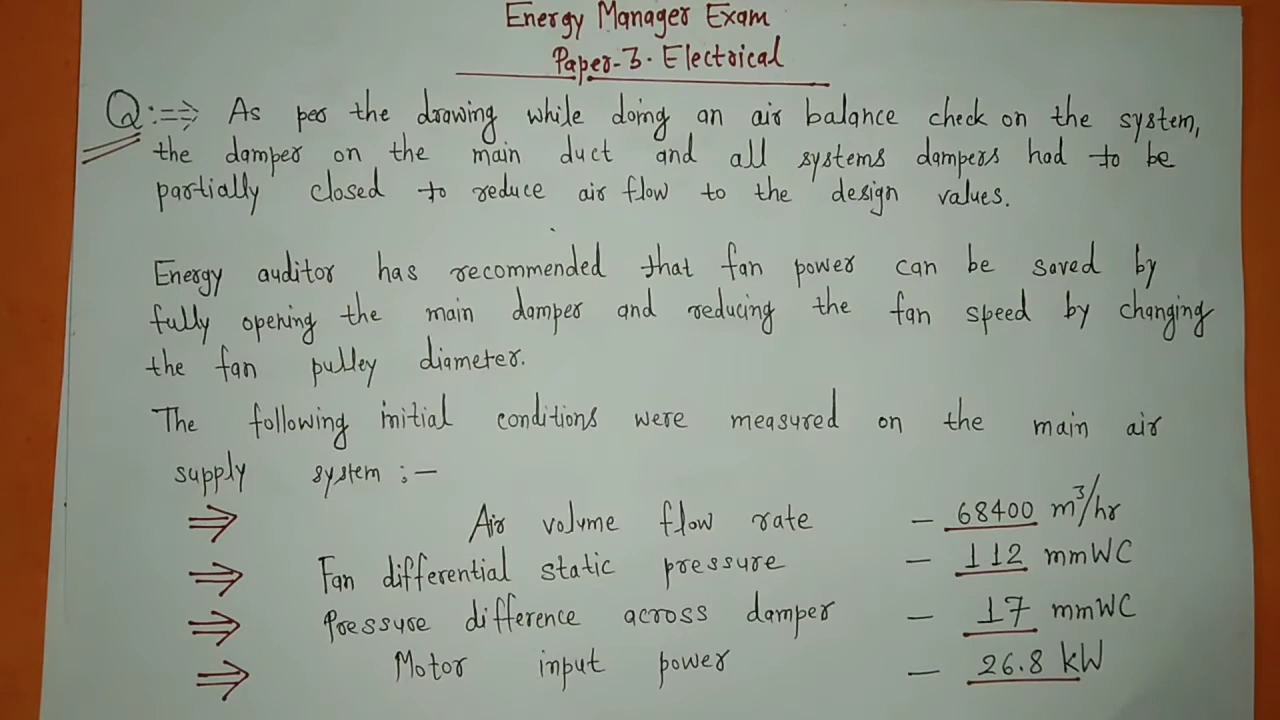 Energy Manager Exam
Paper-3. Electrical
Q:⇒ As per the drawing while doing an air balance check on the system,
the damper on the main duct and all systems dampers had to be
partially closed to reduce air flow to the design values.
Energy auditor has recommended that fan power can be saved by
fully opening the main damper and reducing the fan speed by changing
the fan pulley diameter.
The following initial conditions were measured on the main air
supply system :-
⇒ Air volume flow rate - 68400 m³/hr
⇒ Fan differential static pressure - 112 mmWC
⇒ Pressure difference across damper - 17 mmWC
⇒ Motor input power - 26.8 kW